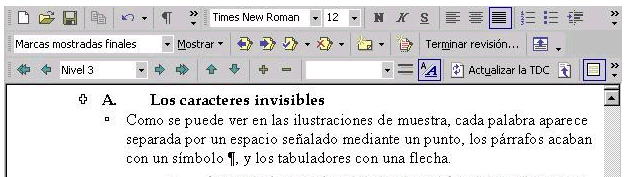 Times New Roman 12 N K S
Marcas mostradas finales Mostrar Terminar revisión...
Nivel 3 Actualizar la TDC
A. Los caracteres invisibles
Como se puede ver en las ilustraciones de muestra, cada palabra aparece
separada por un espacio señalado mediante un punto, los párrafos acaban
con un símbolo ¶, y los tabuladores con una flecha.